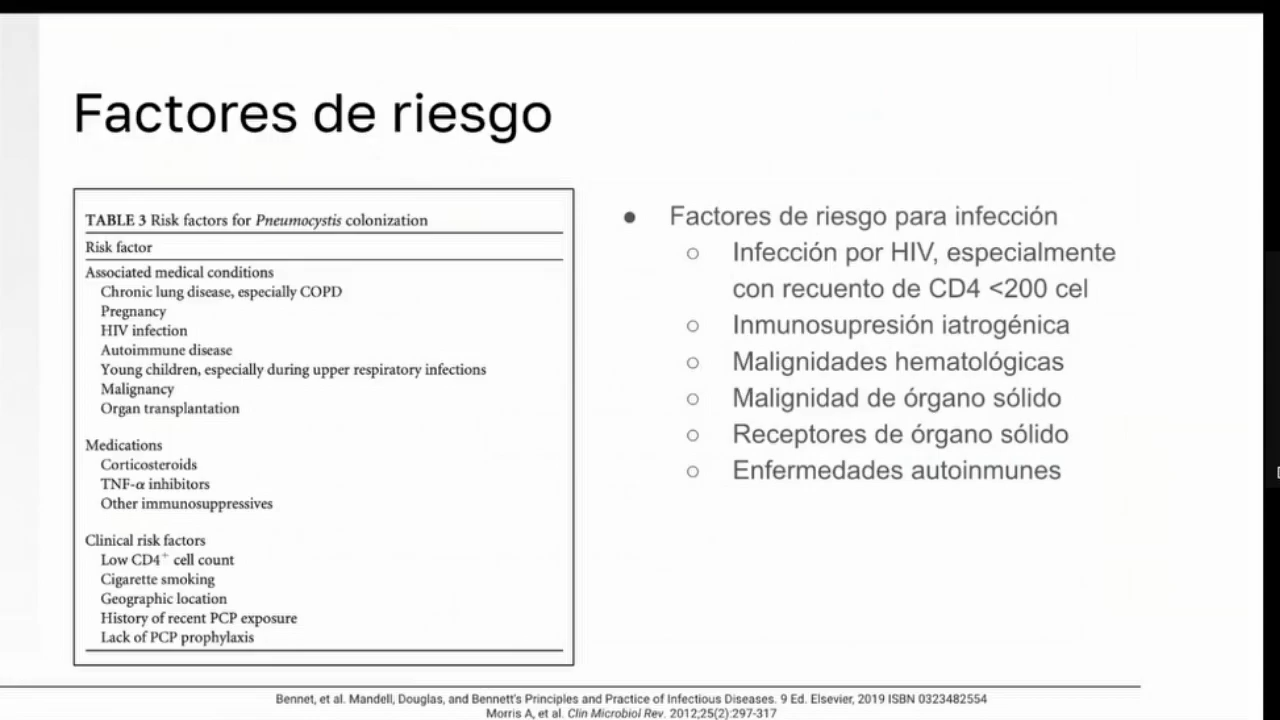 Factores de riesgo
TABLE 3 Risk factors for Pneumocystis colonization
Risk factor
Associated medical conditions
Chronic lung disease, especially COPD
Pregnancy
HIV infection
Autoimmune disease
Young children, especially during upper respiratory infections
Malignancy
Organ transplantation
Medications
Corticosteroids
TNF-α inhibitors
Other immunosuppressives
Clinical risk factors
Low CD4⁺ cell count
Cigarette smoking
Geographic location
History of recent PCP exposure
Lack of PCP prophylaxis
● Factores de riesgo para infección
○ Infección por HIV, especialmente
con recuento de CD4 <200 cel
○ Inmunosupresión iatrogénica
○ Malignidades hematológicas
○ Malignidad de órgano sólido
○ Receptores de órgano sólido
○ Enfermedades autoinmunes
Bennet, et al. Mandell, Douglas, and Bennett's Principles and Practice of Infectious Diseases. 9 Ed. Elsevier, 2019 ISBN 0323482554
Morris A, et al. Clin Microbiol Rev. 2012;25(2):297-317